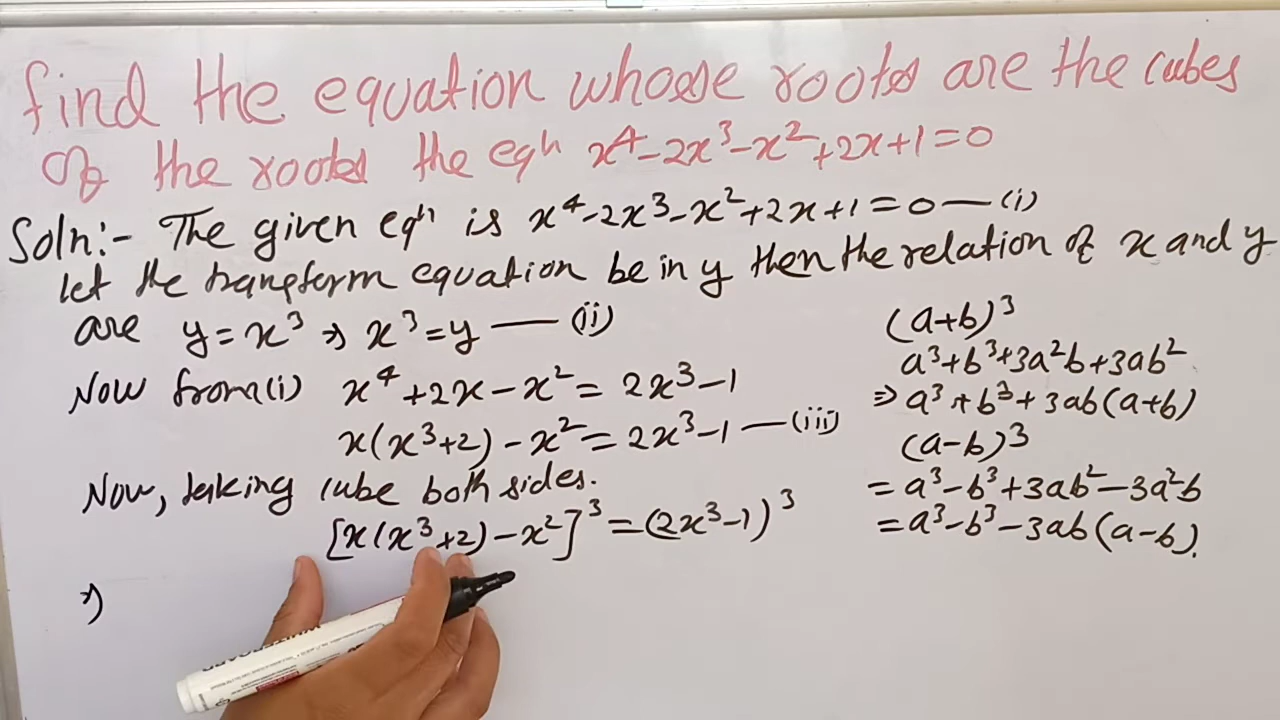 find the equation whose roots are the cubes
of the roots the eqn x⁴-2x³-x²+2x+1=0
Soln:- The given eqn is x⁴-2x³-x²+2x+1=0 — (i)
let the transform equation be in y then the relation of x and y
are y=x³ ⇒ x³=y — (ii)
Now from(i) x⁴+2x-x²=2x³-1
x(x³+2)-x²=2x³-1 — (iii)
Now, taking cube both sides.
[x(x³+2)-x²]³=(2x³-1)³
⇒
(a+b)³
a³+b³+3a²b+3ab²
⇒ a³+b³+3ab(a+b)
(a-b)³
=a³-b³+3ab²-3a²b
=a³-b³-3ab(a-b).